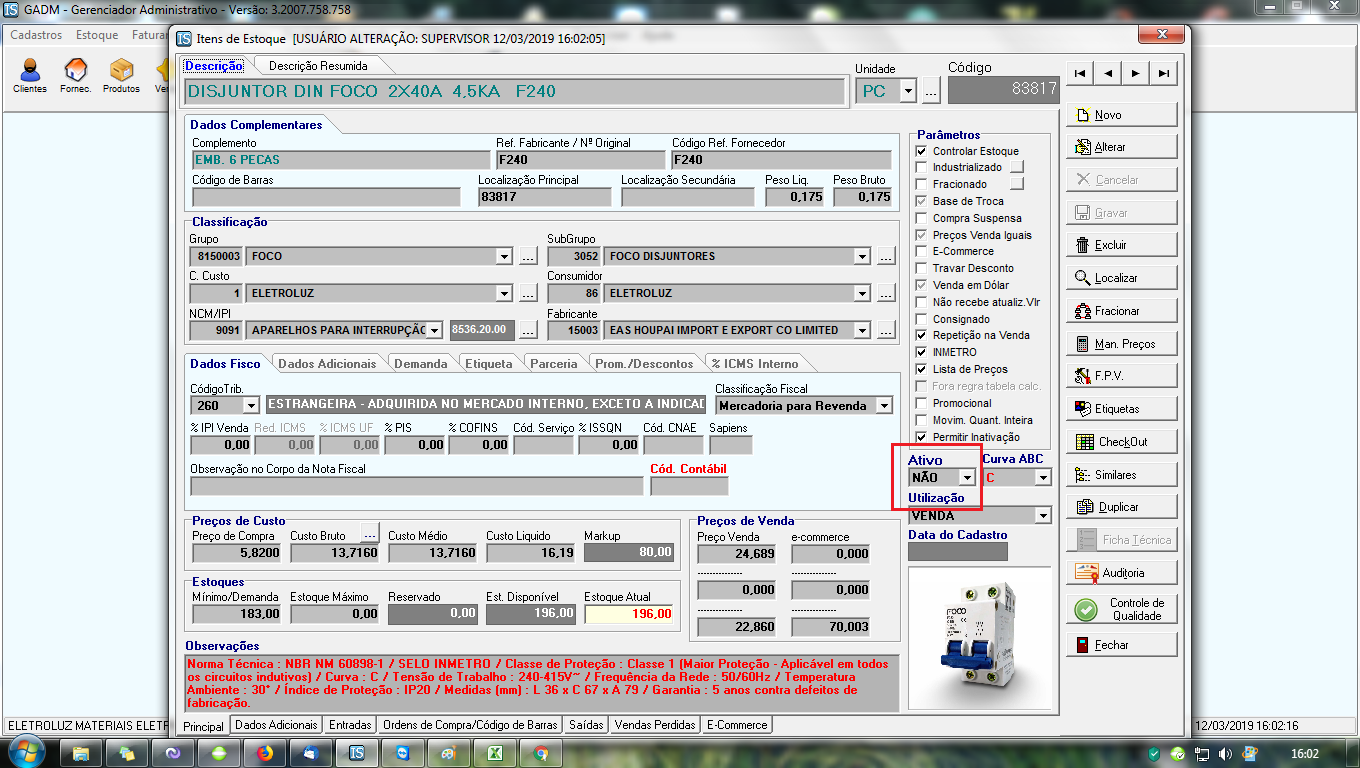 GADM - Gerenciador Administrativo - Versão: 3.2007.758.758
Cadastros Estoque Fatura
Clientes Fornec. Produtos
Itens de Estoque [USUÁRIO ALTERAÇÃO: SUPERVISOR 12/03/2019 16:02:05]
Descrição Descrição Resumida
Unidade Código
DISJUNTOR DIN FOCO 2X40A 4,5KA F240 PC ... 83817
Dados Complementares
Complemento Ref. Fabricante / Nº Original Código Ref. Fornecedor
EMB. 6 PECAS F240 F240
Código de Barras Localização Principal Localização Secundária Peso Liq. Peso Bruto
83817 0,175 0,175
Classificação
Grupo SubGrupo
8150003 FOCO ... 3052 FOCO DISJUNTORES ...
C. Custo Consumidor
1 ELETROLUZ ... 86 ELETROLUZ ...
NCM/IPI Fabricante
9091 APARELHOS PARA INTERRUPÇÃO 8536.20.00 ... 15003 EAS HOUPAI IMPORT E EXPORT CO LIMITED ...
Dados Fisco Dados Adicionais Demanda Etiqueta Parceria Prom./Descontos % ICMS Interno
CódigoTrib. Classificação Fiscal
260 ESTRANGEIRA - ADQUIRIDA NO MERCADO INTERNO, EXCETO A INDICAD Mercadoria para Revenda
% IPI Venda Red. ICMS % ICMS UF % PIS % COFINS Cód. Serviço % ISSQN Cód. CNAE Sapiens
0,00 0,00 0,00 0,00 0,00 0,00
Observação no Corpo da Nota Fiscal Cód. Contábil
Parâmetros
Controlar Estoque
Industrializado
Fracionado
Base de Troca
Compra Suspensa
Preços Venda Iguais
E-Commerce
Travar Desconto
Venda em Dólar
Não recebe atualiz.Vlr
Consignado
Repetição na Venda
INMETRO
Lista de Preços
Fora regra tabela calc.
Promocional
Movim. Quant. Inteira
Permitir Inativação
Ativo Curva ABC
NÃO C
Utilização
VENDA
Data do Cadastro
Preços de Custo
Preço de Compra Custo Bruto ... Custo Médio Custo Liquido Markup
5,8200 13,7160 13,7160 16,19 80,00
Estoques
Mínimo/Demanda Estoque Máximo Reservado Est. Disponível Estoque Atual
183,00 0,00 0,00 196,00 196,00
Preços de Venda
Preço Venda e-commerce
24,689 0,000
--------------- ---------------
0,000 0,000
--------------- ---------------
22,860 70,003
FOCO
Observações
Norma Técnica : NBR NM 60898-1 / SELO INMETRO / Classe de Proteção : Classe 1 (Maior Proteção - Aplicável em todos
os circuitos indutivos) / Curva : C / Tensão de Trabalho : 240-415V~ / Frequência da Rede : 50/60Hz / Temperatura
Ambiente : 30° / Índice de Proteção : IP20 / Medidas (mm) : L 36 x C 67 x A 79 / Garantia : 5 anos contra defeitos de
fabricação.
Principal Dados Adicionais Entradas Ordens de Compra/Código de Barras Saídas Vendas Perdidas E-Commerce
Novo
Alterar
Cancelar
Gravar
Excluir
Localizar
Fracionar
Man. Preços
F.P.V.
Etiquetas
CheckOut
Similares
Duplicar
Ficha Técnica
Auditoria
Controle de
Qualidade
Fechar
ELETROLUZ MATERIAIS ELETR 12/03/2019 16:02:16
16:02